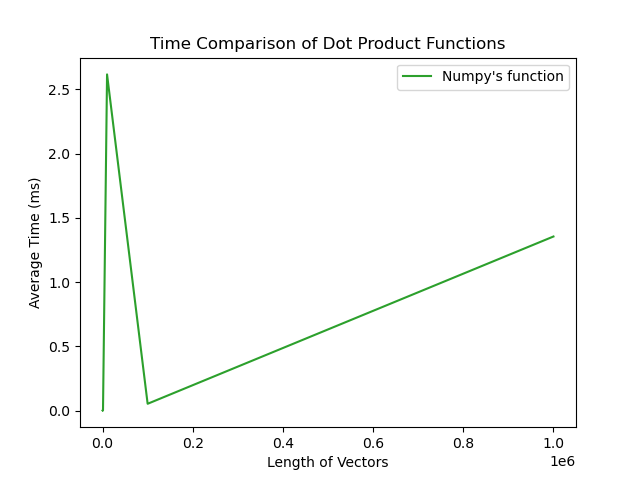 Time Comparison of Dot Product Functions
Numpy's function
2.5
2.0
1.5
1.0
0.5
0.0
Average Time (ms)
0.0 0.2 0.4 0.6 0.8 1.0
1e6
Length of Vectors